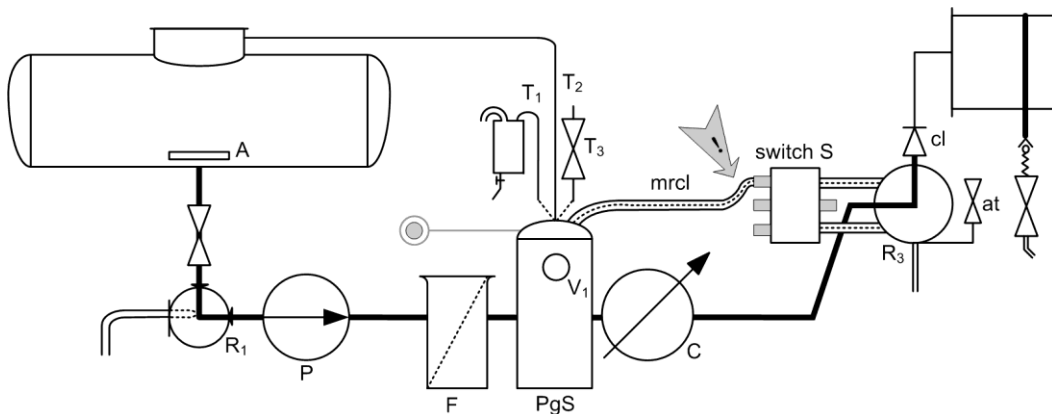 T₂
T₁
T₃
!
switch S
cl
A
mrcl
at
R₃
V₁
R₁
C
P
F
PgS